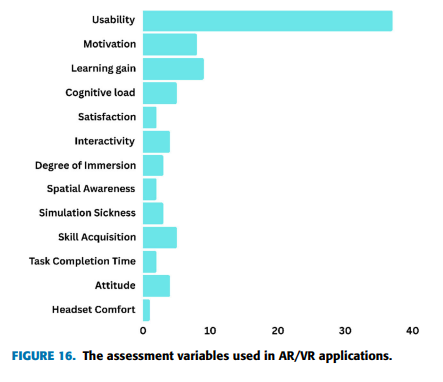 Usability
Motivation
Learning gain
Cognitive load
Satisfaction
Interactivity
Degree of Immersion
Spatial Awareness
Simulation Sickness
Skill Acquisition
Task Completion Time
Attitude
Headset Comfort
0 10 20 30 40
FIGURE 16. The assessment variables used in AR/VR applications.